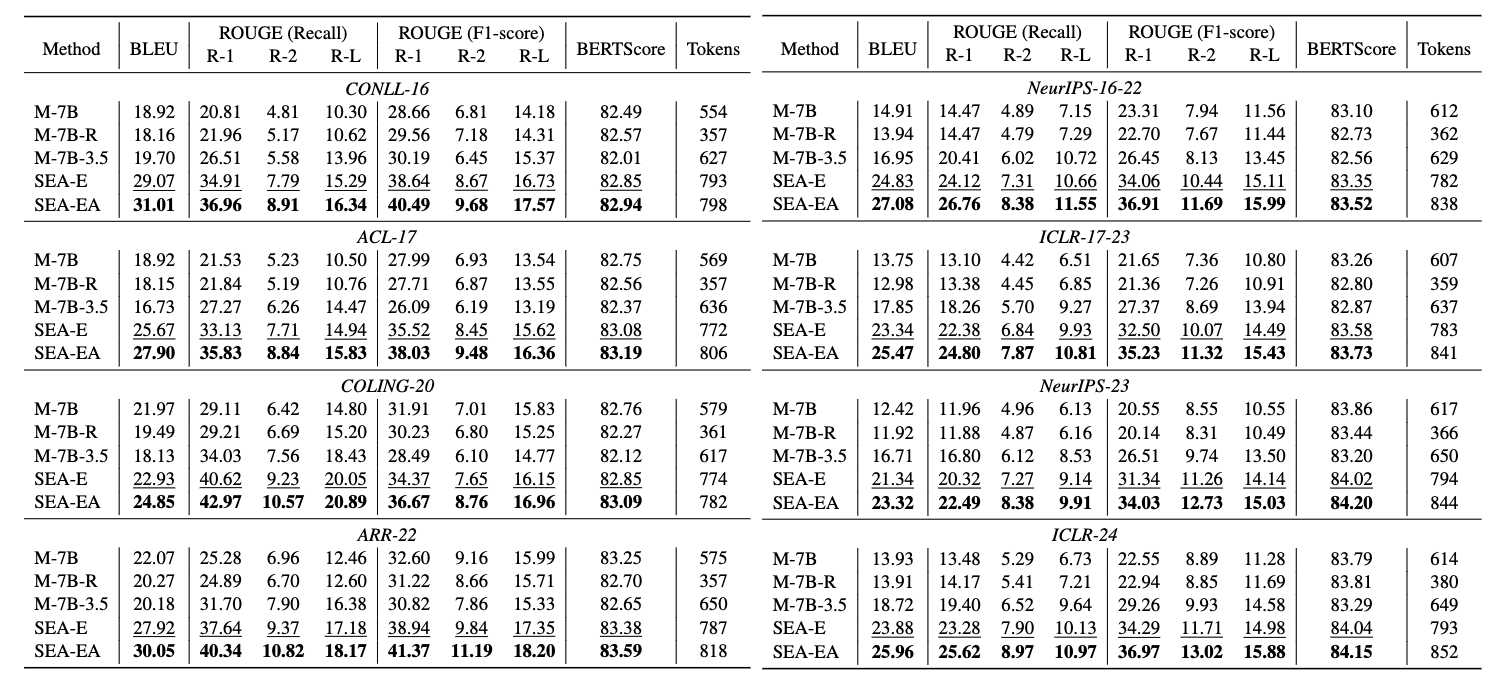 Method BLEU ROUGE (Recall) ROUGE (F1-score) BERTScore Tokens
R-1 R-2 R-L R-1 R-2 R-L
CONLL-16
M-7B 18.92 20.81 4.81 10.30 28.66 6.81 14.18 82.49 554
M-7B-R 18.16 21.96 5.17 10.62 29.56 7.18 14.31 82.57 357
M-7B-3.5 19.70 26.51 5.58 13.96 30.19 6.45 15.37 82.01 627
SEA-E 29.07 34.91 7.79 15.29 38.64 8.67 16.73 82.85 793
SEA-EA 31.01 36.96 8.91 16.34 40.49 9.68 17.57 82.94 798
ACL-17
M-7B 18.92 21.53 5.23 10.50 27.99 6.93 13.54 82.75 569
M-7B-R 18.15 21.84 5.19 10.76 27.71 6.87 13.55 82.56 357
M-7B-3.5 16.73 27.27 6.26 14.47 26.09 6.19 13.19 82.37 636
SEA-E 25.67 33.13 7.71 14.94 35.52 8.45 15.62 83.08 772
SEA-EA 27.90 35.83 8.84 15.83 38.03 9.48 16.36 83.19 806
COLING-20
M-7B 21.97 29.11 6.42 14.80 31.91 7.01 15.83 82.76 579
M-7B-R 19.49 29.21 6.69 15.20 30.23 6.80 15.25 82.27 361
M-7B-3.5 18.13 34.03 7.56 18.43 28.49 6.10 14.77 82.12 617
SEA-E 22.93 40.62 9.23 20.05 34.37 7.65 16.15 82.85 774
SEA-EA 24.85 42.97 10.57 20.89 36.67 8.76 16.96 83.09 782
ARR-22
M-7B 22.07 25.28 6.96 12.46 32.60 9.16 15.99 83.25 575
M-7B-R 20.27 24.89 6.70 12.60 31.22 8.66 15.71 82.70 357
M-7B-3.5 20.18 31.70 7.90 16.38 30.82 7.86 15.33 82.65 650
SEA-E 27.92 37.64 9.37 17.18 38.94 9.84 17.35 83.38 787
SEA-EA 30.05 40.34 10.82 18.17 41.37 11.19 18.20 83.59 818
Method BLEU ROUGE (Recall) ROUGE (F1-score) BERTScore Tokens
R-1 R-2 R-L R-1 R-2 R-L
NeurIPS-16-22
M-7B 14.91 14.47 4.89 7.15 23.31 7.94 11.56 83.10 612
M-7B-R 13.94 14.47 4.79 7.29 22.70 7.67 11.44 82.73 362
M-7B-3.5 16.95 20.41 6.02 10.72 26.45 8.13 13.45 82.56 629
SEA-E 24.83 24.12 7.31 10.66 34.06 10.44 15.11 83.35 782
SEA-EA 27.08 26.76 8.38 11.55 36.91 11.69 15.99 83.52 838
ICLR-17-23
M-7B 13.75 13.10 4.42 6.51 21.65 7.36 10.80 83.26 607
M-7B-R 12.98 13.38 4.45 6.85 21.36 7.26 10.91 82.80 359
M-7B-3.5 17.85 18.26 5.70 9.27 27.37 8.69 13.94 82.87 637
SEA-E 23.34 22.38 6.84 9.93 32.50 10.07 14.49 83.58 783
SEA-EA 25.47 24.80 7.87 10.81 35.23 11.32 15.43 83.73 841
NeurIPS-23
M-7B 12.42 11.96 4.96 6.13 20.55 8.55 10.55 83.86 617
M-7B-R 11.92 11.88 4.87 6.16 20.14 8.31 10.49 83.44 366
M-7B-3.5 16.71 16.80 6.12 8.53 26.51 9.74 13.50 83.20 650
SEA-E 21.34 20.32 7.27 9.14 31.34 11.26 14.14 84.02 794
SEA-EA 23.32 22.49 8.38 9.91 34.03 12.73 15.03 84.20 844
ICLR-24
M-7B 13.93 13.48 5.29 6.73 22.55 8.89 11.28 83.79 614
M-7B-R 13.91 14.17 5.41 7.21 22.94 8.85 11.69 83.81 380
M-7B-3.5 18.72 19.40 6.52 9.64 29.26 9.93 14.58 83.29 649
SEA-E 23.88 23.28 7.90 10.13 34.29 11.71 14.98 84.04 793
SEA-EA 25.96 25.62 8.97 10.97 36.97 13.02 15.88 84.15 852